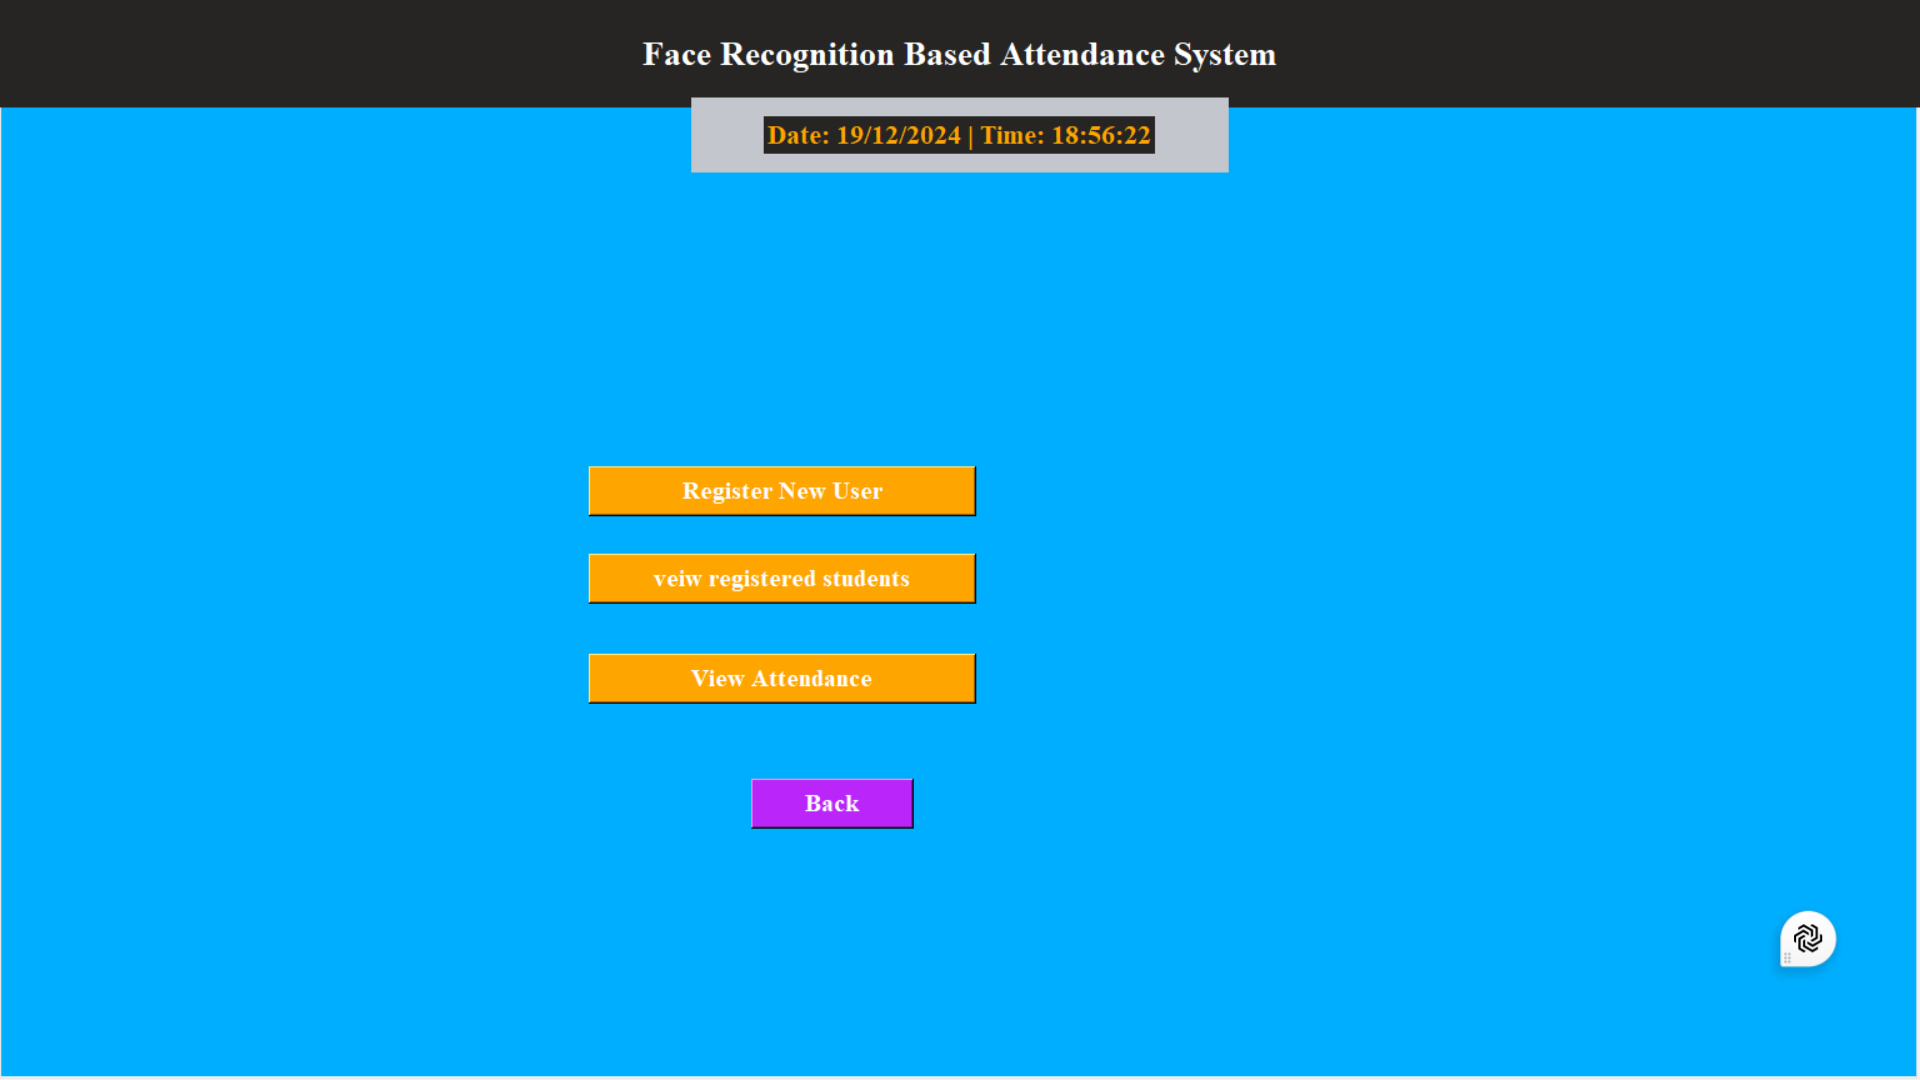 Face Recognition Based Attendance System
Date: 19/12/2024 | Time: 18:56:22
Register New User
veiw registered students
View Attendance
Back